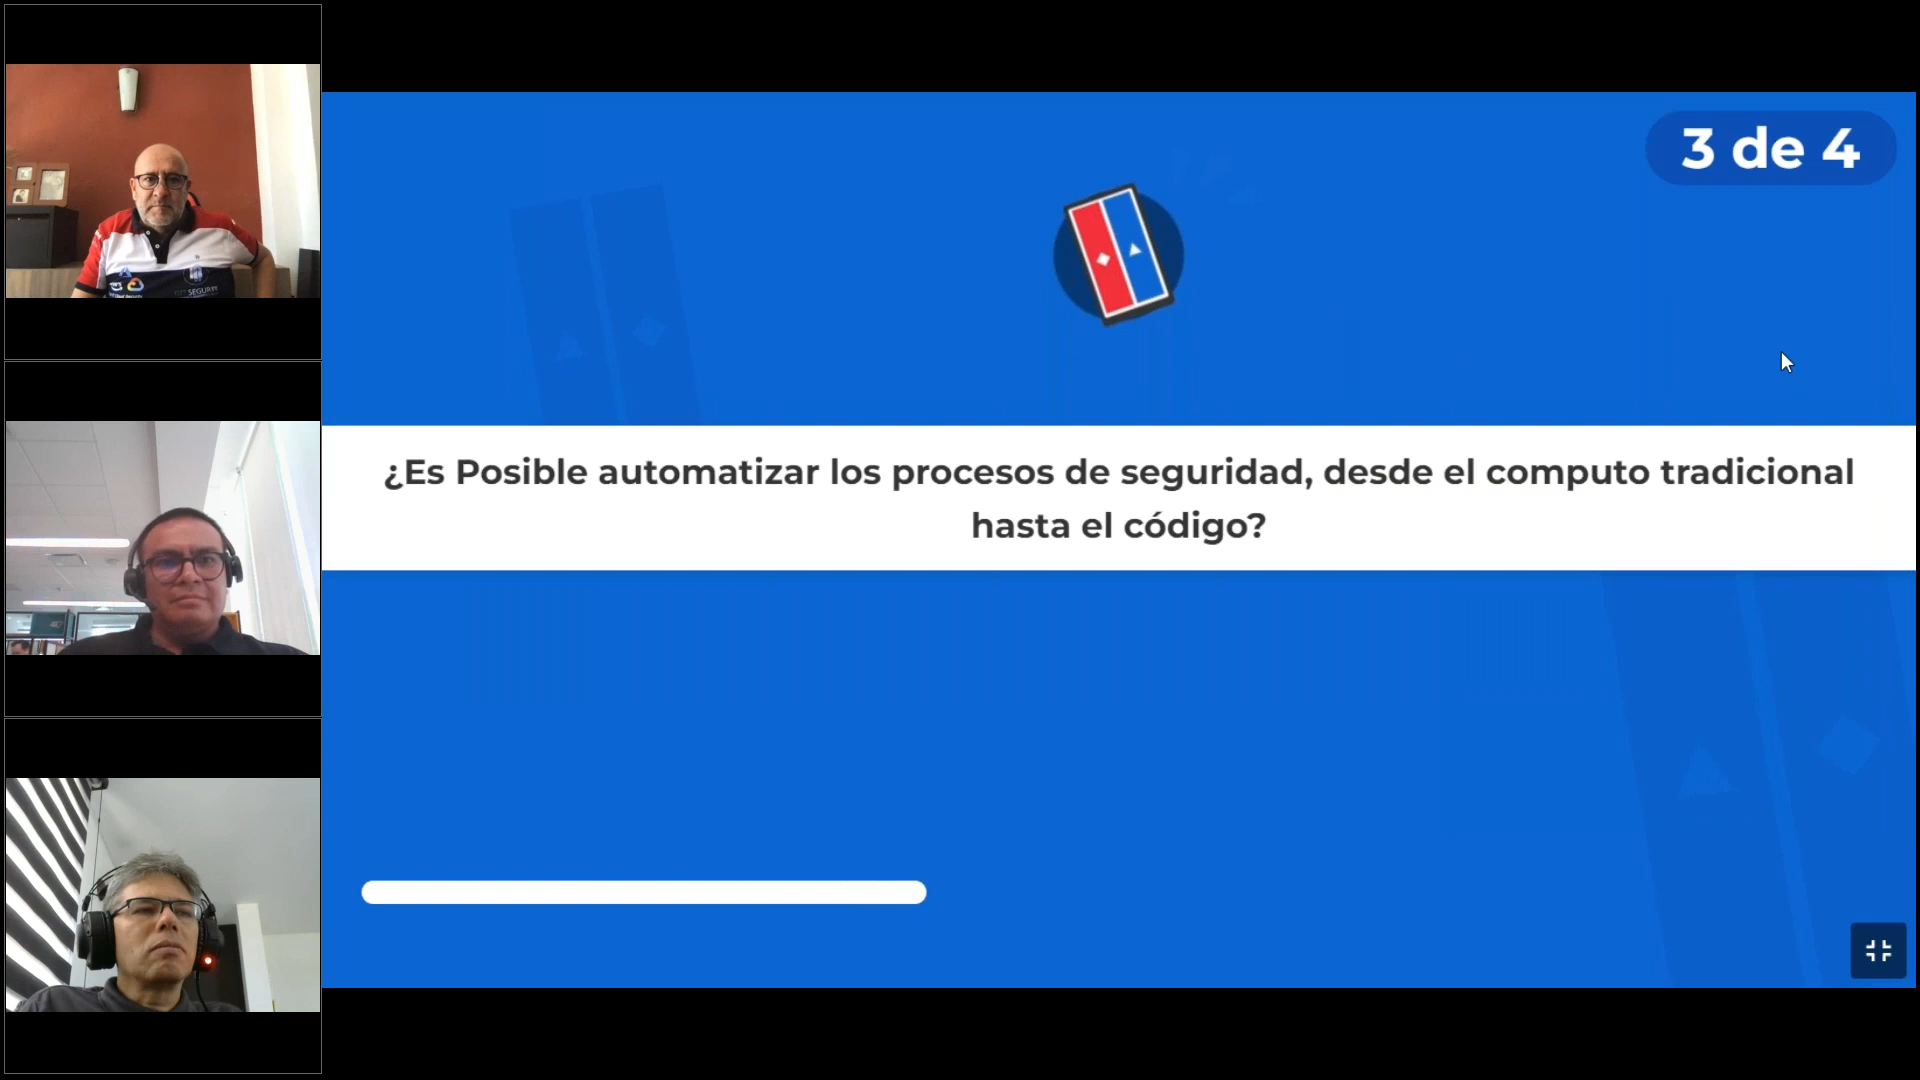 3 de 4
¿Es Posible automatizar los procesos de seguridad, desde el computo tradicional
hasta el código?